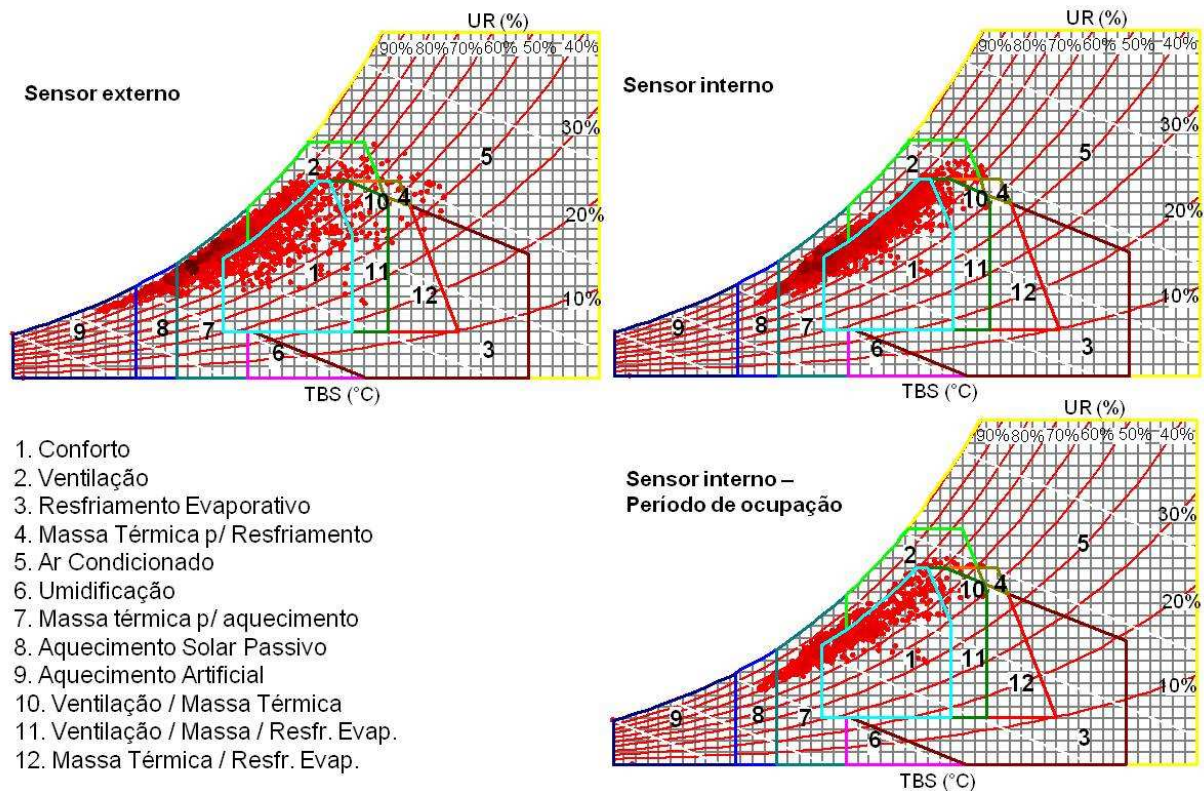 UR (%)
90% 80% 70% 60% 50% 40%
Sensor externo
30%
5
2
20%
10 4
1 11
10%
12
9 8 7
3
6
TBS (°C)
UR (%)
90% 80% 70% 60% 50% 40%
Sensor interno
30%
5
2
20%
10 4
1 11
10%
12
9 8 7
3
6
TBS (°C)
1. Conforto
2. Ventilação
3. Resfriamento Evaporativo
4. Massa Térmica p/ Resfriamento
5. Ar Condicionado
6. Umidificação
7. Massa térmica p/ aquecimento
8. Aquecimento Solar Passivo
9. Aquecimento Artificial
10. Ventilação / Massa Térmica
11. Ventilação / Massa / Resfr. Evap.
12. Massa Térmica / Resfr. Evap.
UR (%)
90% 80% 70% 60% 50% 40%
Sensor interno –
Período de ocupação
30%
5
2
20%
10 4
1 11
10%
12
9 8 7
3
6
TBS (°C)